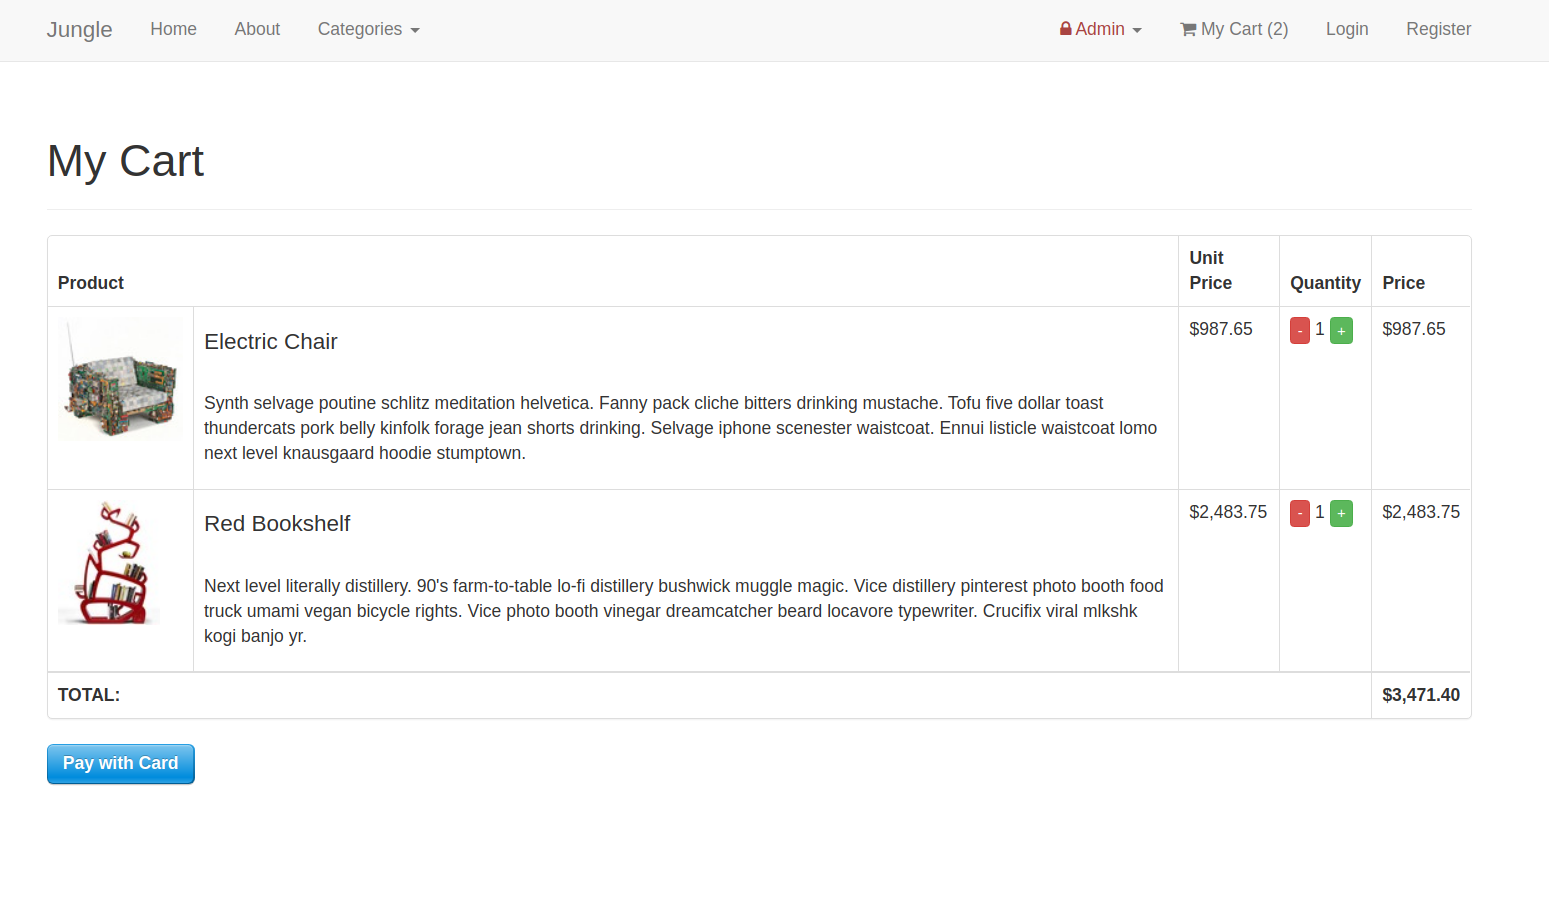 Jungle Home About Categories Admin My Cart (2) Login Register
My Cart
Product Unit Price Quantity Price
Electric Chair $987.65 - 1 + $987.65
Synth selvage poutine schlitz meditation helvetica. Fanny pack cliche bitters drinking mustache. Tofu five dollar toast
thundercats pork belly kinfolk forage jean shorts drinking. Selvage iphone scenester waistcoat. Ennui listicle waistcoat lomo
next level knausgaard hoodie stumptown.
Red Bookshelf $2,483.75 - 1 + $2,483.75
Next level literally distillery. 90's farm-to-table lo-fi distillery bushwick muggle magic. Vice distillery pinterest photo booth food
truck umami vegan bicycle rights. Vice photo booth vinegar dreamcatcher beard locavore typewriter. Crucifix viral mlkshk
kogi banjo yr.
TOTAL: $3,471.40
Pay with Card